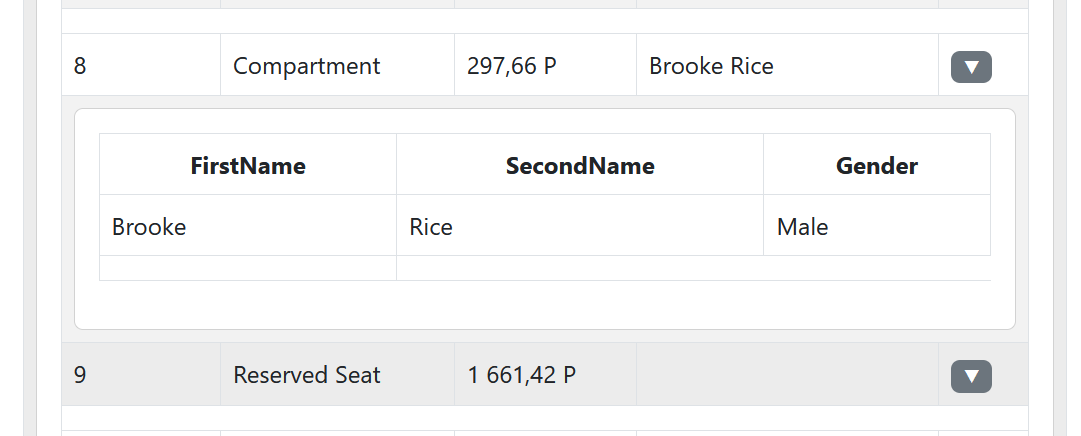 8 Compartment 297,66 P Brooke Rice ▼
FirstName SecondName Gender
Brooke Rice Male
9 Reserved Seat 1 661,42 P ▼